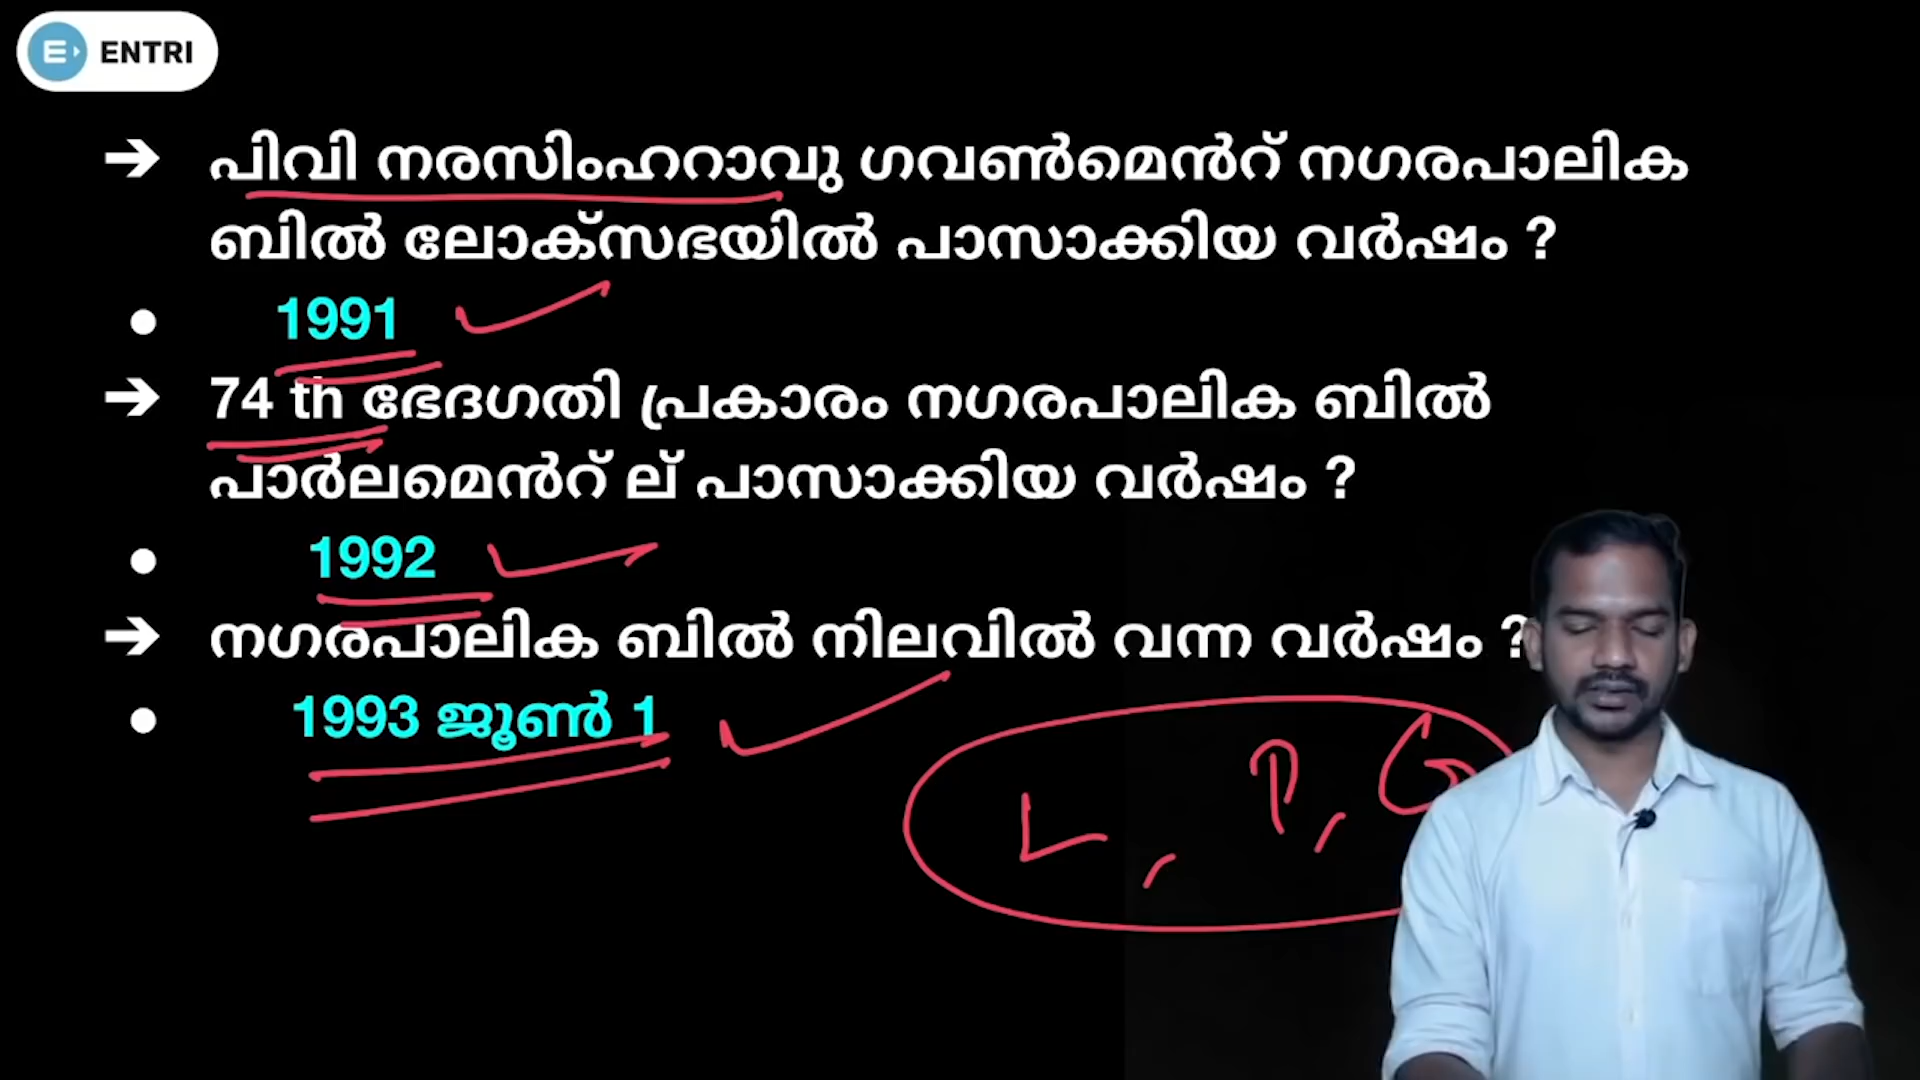 ENTRI
➔ പിവി നരസിംഹറാവു ഗവൺമെൻറ് നഗരപാലിക
ബിൽ ലോക്സഭയിൽ പാസാക്കിയ വർഷം ?
● 1991
➔ 74 th ഭേദഗതി പ്രകാരം നഗരപാലിക ബിൽ
പാർലമെൻറ് ല് പാസാക്കിയ വർഷം ?
● 1992
➔ നഗരപാലിക ബിൽ നിലവിൽ വന്ന വർഷം ?
● 1993 ജൂൺ 1
L, P, G